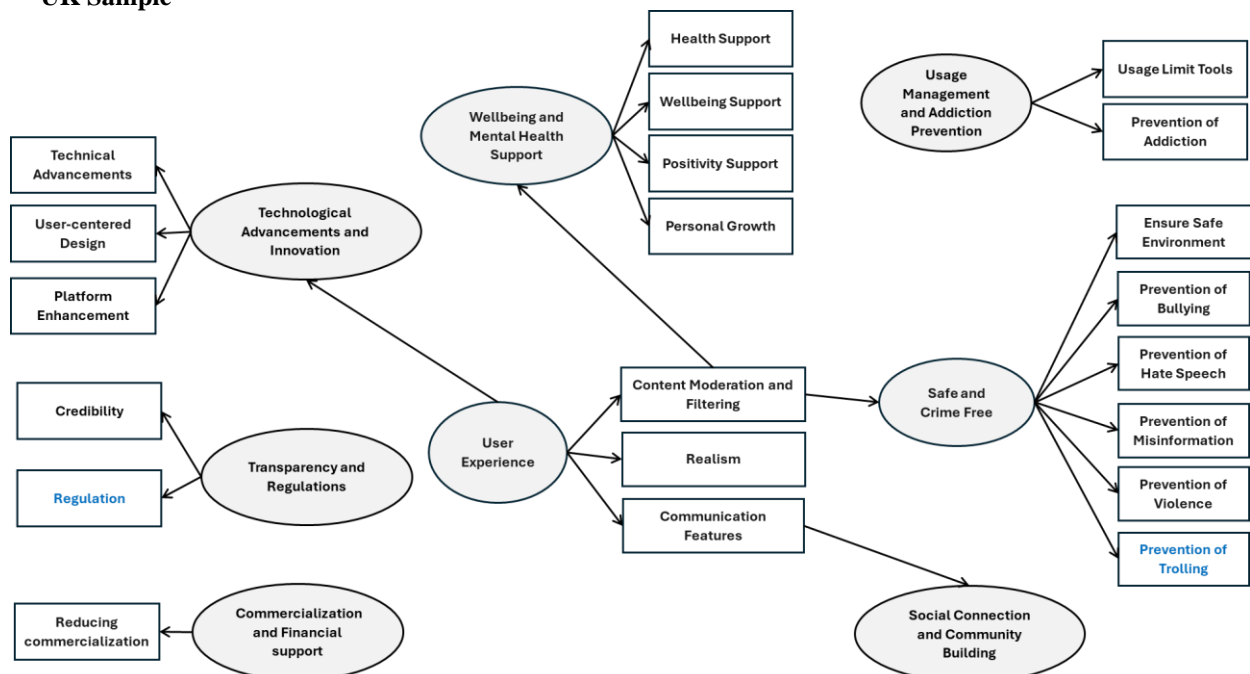 UK Sample
Health Support
Wellbeing Support
Positivity Support
Personal Growth
Wellbeing and
Mental Health
Support
Usage
Management
and Addiction
Prevention
Usage Limit Tools
Prevention of
Addiction
Technical
Advancements
User-centered
Design
Platform
Enhancement
Technological
Advancements and
Innovation
Ensure Safe
Environment
Prevention of
Bullying
Prevention of
Hate Speech
Prevention of
Misinformation
Prevention of
Violence
Prevention of
Trolling
Safe and
Crime Free
Content Moderation and
Filtering
Realism
Communication
Features
User
Experience
Credibility
Regulation
Transparency and
Regulations
Reducing
commercialization
Commercialization
and Financial
support
Social Connection
and Community
Building